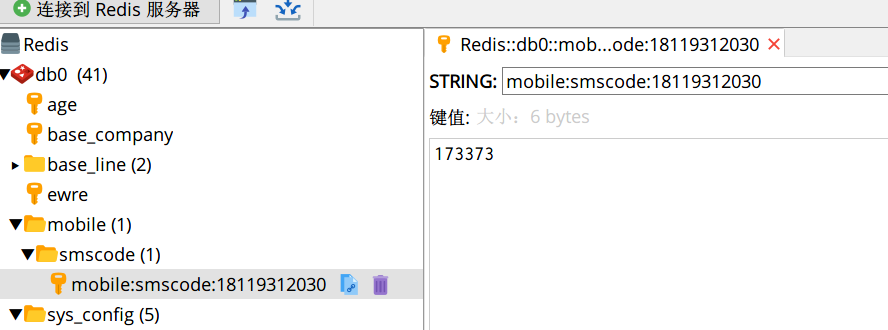 连接到 Redis 服务器
Redis
db0 (41)
age
base_company
base_line (2)
ewre
mobile (1)
smscode (1)
mobile:smscode:18119312030
sys_config (5)
Redis::db0::mob...ode:18119312030
STRING: mobile:smscode:18119312030
键值: 大小: 6 bytes
173373